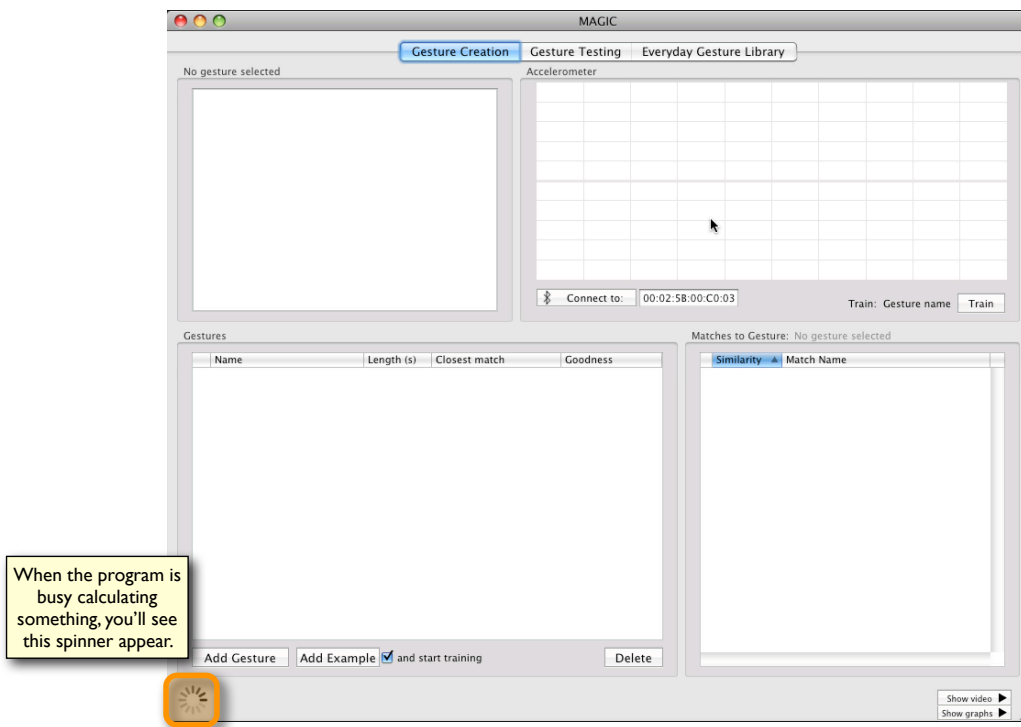 MAGIC
Gesture Creation Gesture Testing Everyday Gesture Library
No gesture selected
Accelerometer
Connect to: 00:02:5B:00:C0:03
Train: Gesture name Train
Gestures
Name Length (s) Closest match Goodness
Matches to Gesture: No gesture selected
Similarity Match Name
When the program is
busy calculating
something, you'll see
this spinner appear.
Add Gesture Add Example and start training Delete
Show video
Show graphs